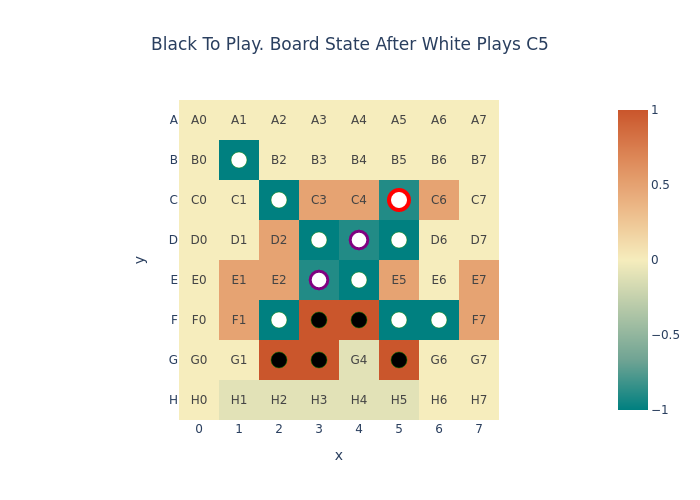 Black To Play. Board State After White Plays C5
A A0 A1 A2 A3 A4 A5 A6 A7
B B0 B2 B3 B4 B5 B6 B7
C C0 C1 C3 C4 C6 C7
D D0 D1 D2 D6 D7
E E0 E1 E2 E5 E6 E7
F F0 F1 F7
G G0 G1 G4 G6 G7
H H0 H1 H2 H3 H4 H5 H6 H7
0 1 2 3 4 5 6 7
x
y
1
0.5
0
−0.5
−1